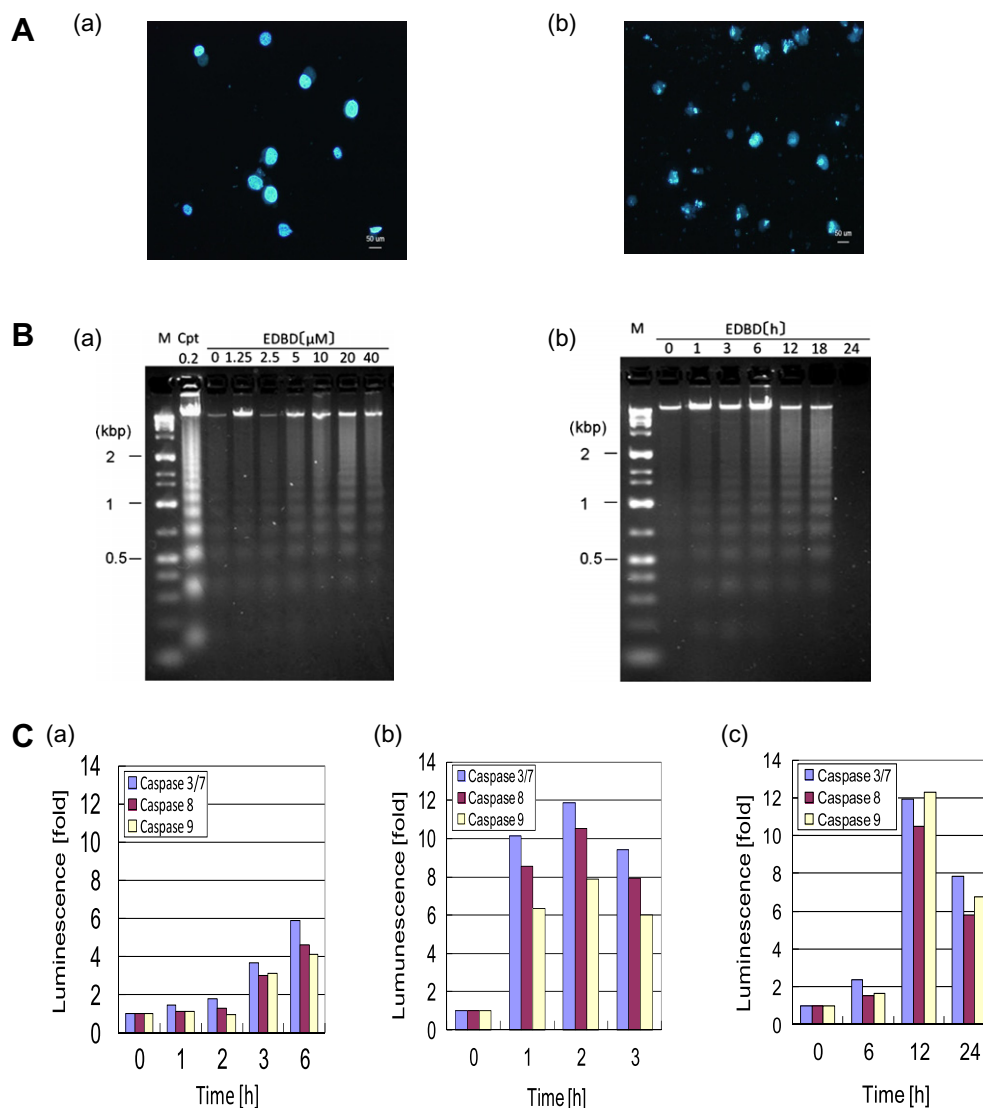 A
(a)
(b)
50 um
50 um
B
(a)
M Cpt EDBD[μM]
0.2 0 1.25 2.5 5 10 20 40
(kbp)
2
1
0.5
(b)
M EDBD[h]
0 1 3 6 12 18 24
(kbp)
2
1
0.5
C
(a)
Luminescence [fold]
14
12
10
8
6
4
2
0
Caspase 3/7
Caspase 8
Caspase 9
0 1 2 3 6
Time [h]
(b)
Lumunescence [fold]
14
12
10
8
6
4
2
0
Caspase 3/7
Caspase 8
Caspase 9
0 1 2 3
Time [h]
(c)
Luminescence [fold]
14
12
10
8
6
4
2
0
Caspase 3/7
Caspase 8
Caspase 9
0 6 12 24
Time [h]